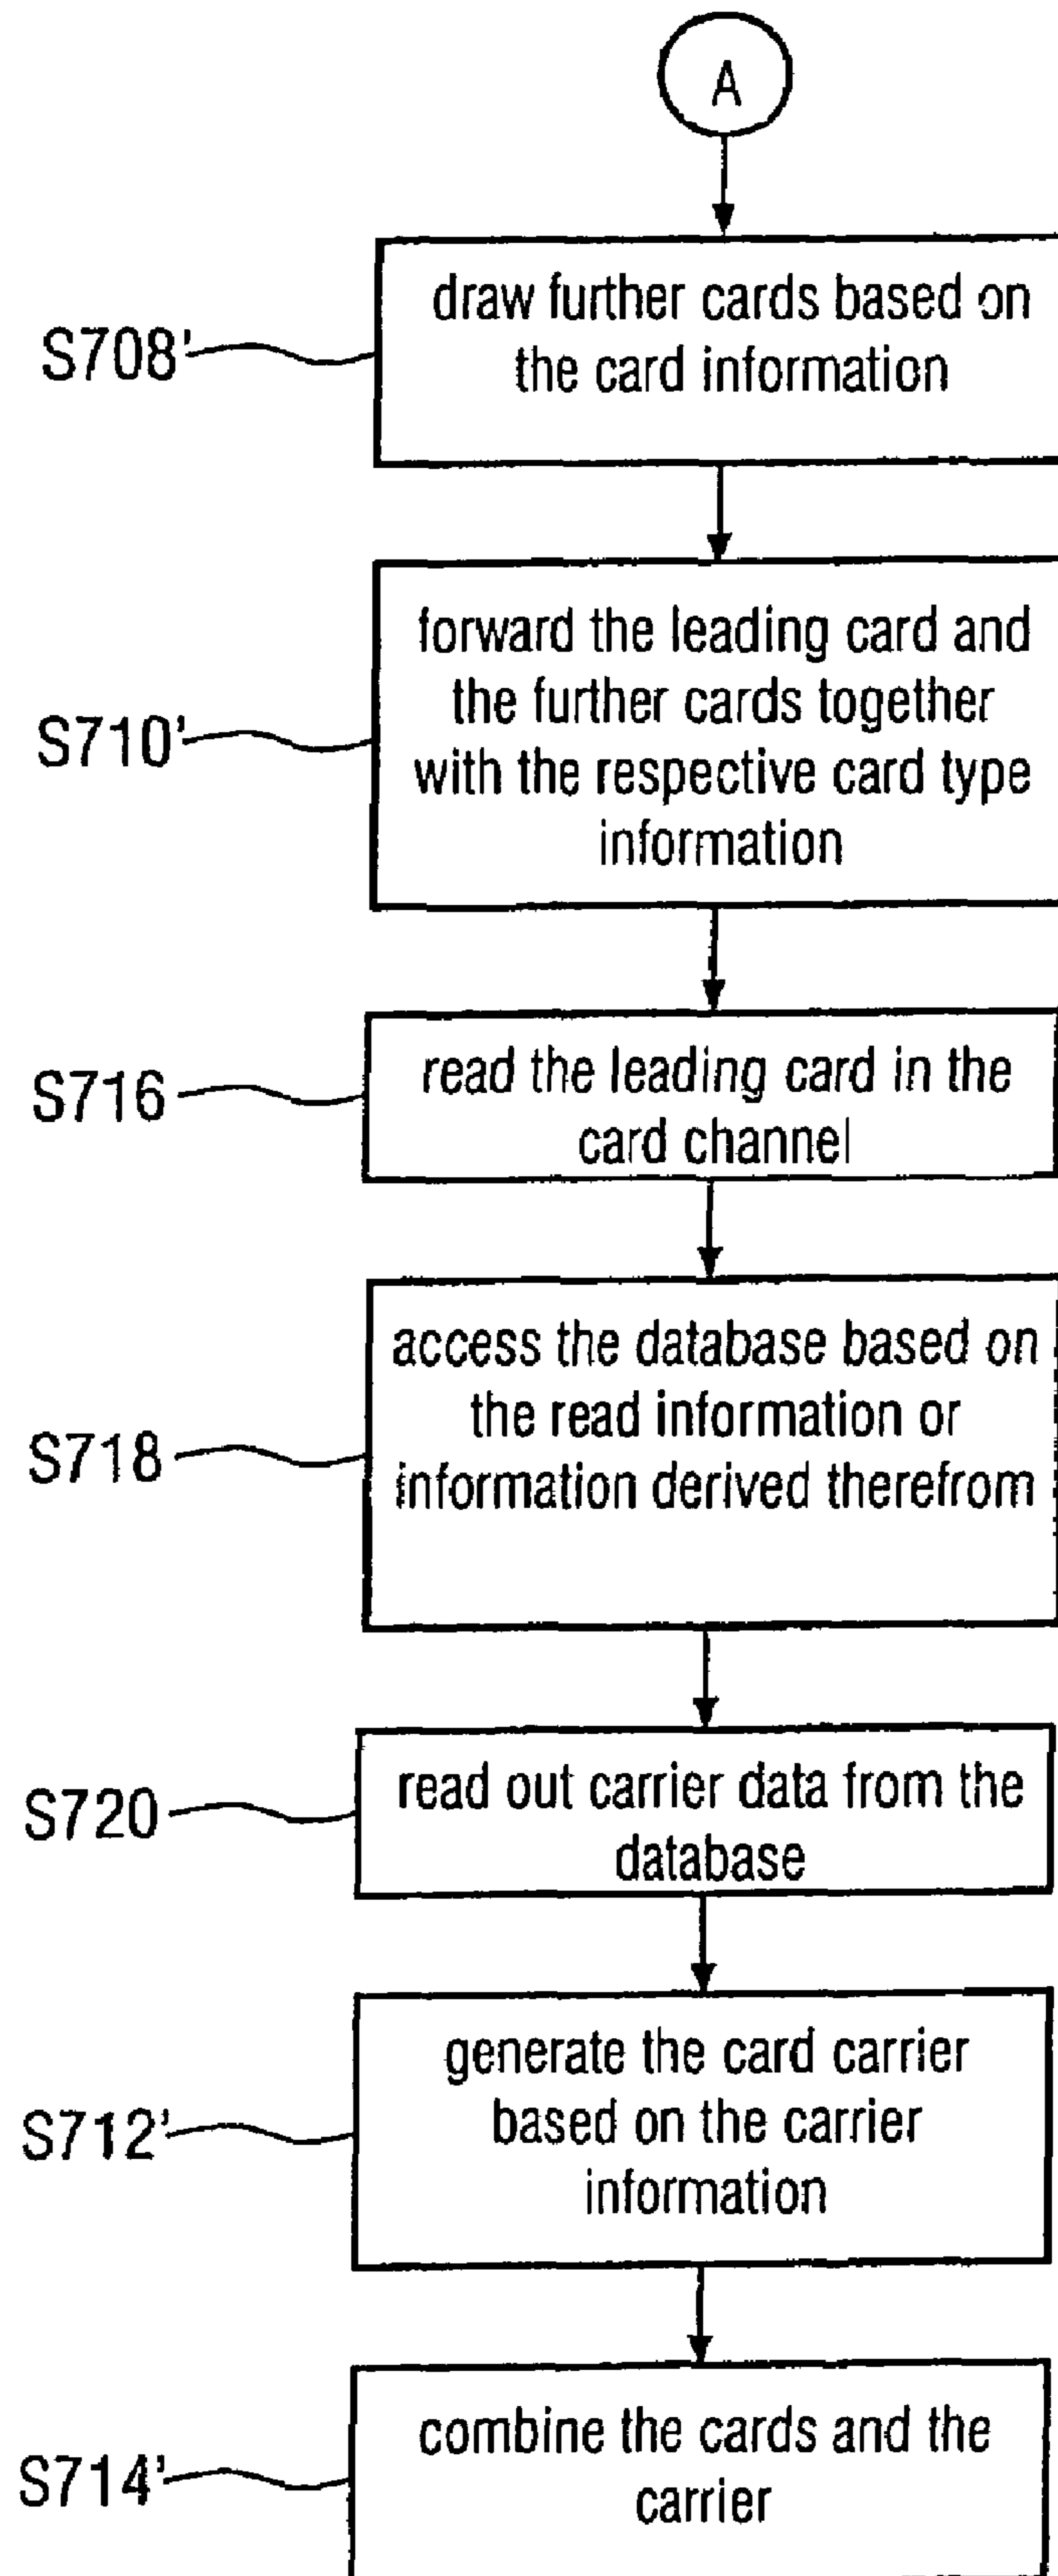 A
draw further cards based on
the card information
S708'
forward the leading card and
the further cards together
with the respective card type
information
S710'
read the leading card in the
card channel
S716
access the database based on
the read information or
information derived therefrom
S718
read out carrier data from the
database
S720
generate the card carrier
based on the carrier
information
S712'
combine the cards and the
carrier
S714'